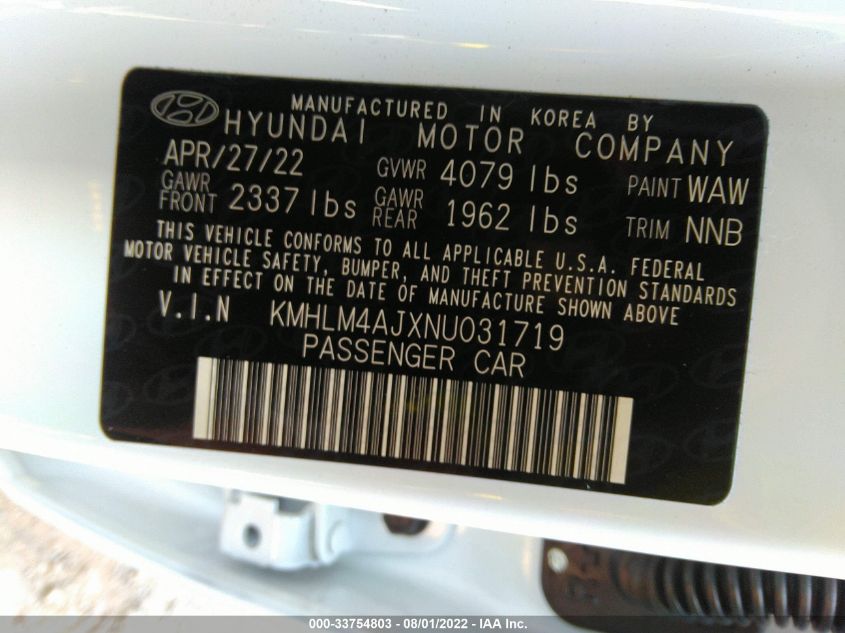 MANUFACTURED IN KOREA BY
HYUNDAI MOTOR COMPANY
APR/27/22 GVWR 4079 lbs PAINT WAW
GAWR FRONT 2337 lbs GAWR REAR 1962 lbs TRIM NNB
THIS VEHICLE CONFORMS TO ALL APPLICABLE U.S.A. FEDERAL
MOTOR VEHICLE SAFETY, BUMPER, AND THEFT PREVENTION STANDARDS
IN EFFECT ON THE DATE OF MANUFACTURE SHOWN ABOVE
V.I.N KMHLM4AJXNU031719
PASSENGER CAR
000-33754803 - 08/01/2022 - IAA Inc.